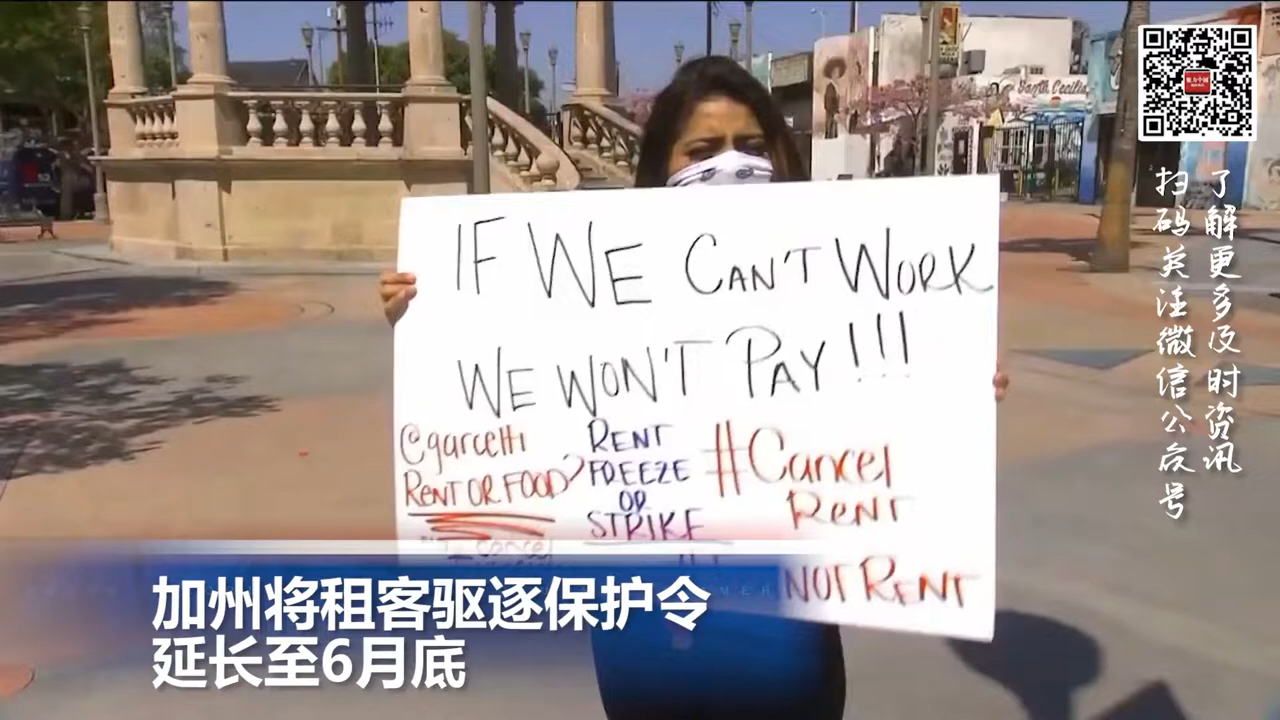 IF WE CAN'T WORK
WE WON'T PAY!!!
@garcetti
RENT OR FOOD?
RENT
FREEZE
OR
STRIKE
#Cancel
RENT
NOT RENT
加州将租客驱逐保护令
延长至6月底
了解更多及时资讯
扫码关注微信公众号
Santa Cecilia